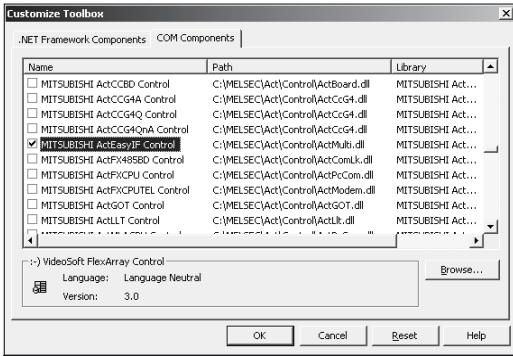 Customize Toolbox
.NET Framework Components COM Components
Name Path Library
MITSUBISHI ActCCBD Control C:\MELSEC\Act\Control\ActBoard.dll MITSUBISHI Act...
MITSUBISHI ActCCG4A Control C:\MELSEC\Act\Control\ActCcG4.dll MITSUBISHI Act...
MITSUBISHI ActCCG4Q Control C:\MELSEC\Act\Control\ActCcG4.dll MITSUBISHI Act...
MITSUBISHI ActCCG4QnA Control C:\MELSEC\Act\Control\ActCcG4.dll MITSUBISHI Act...
MITSUBISHI ActEasyIF Control C:\MELSEC\Act\Control\ActMulti.dll MITSUBISHI Act...
MITSUBISHI ActFX485BD Control C:\MELSEC\Act\Control\ActComLk.dll MITSUBISHI Act...
MITSUBISHI ActFXCPU Control C:\MELSEC\Act\Control\ActPcCom.dll MITSUBISHI Act...
MITSUBISHI ActFXCPUTEL Control C:\MELSEC\Act\Control\ActModem.dll MITSUBISHI Act...
MITSUBISHI ActGOT Control C:\MELSEC\Act\Control\ActGOT.dll MITSUBISHI Act...
MITSUBISHI ActLLT Control C:\MELSEC\Act\Control\ActLlt.dll MITSUBISHI Act...
:-) VideoSoft FlexArray Control
Language: Language Neutral
Version: 3.0
Browse...
OK Cancel Reset Help